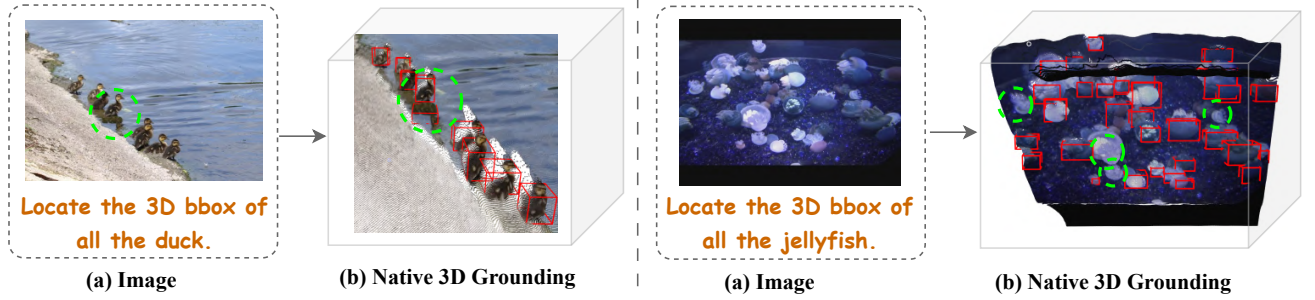 Locate the 3D bbox of
all the duck.
(a) Image
(b) Native 3D Grounding
Locate the 3D bbox of
all the jellyfish.
(a) Image
(b) Native 3D Grounding